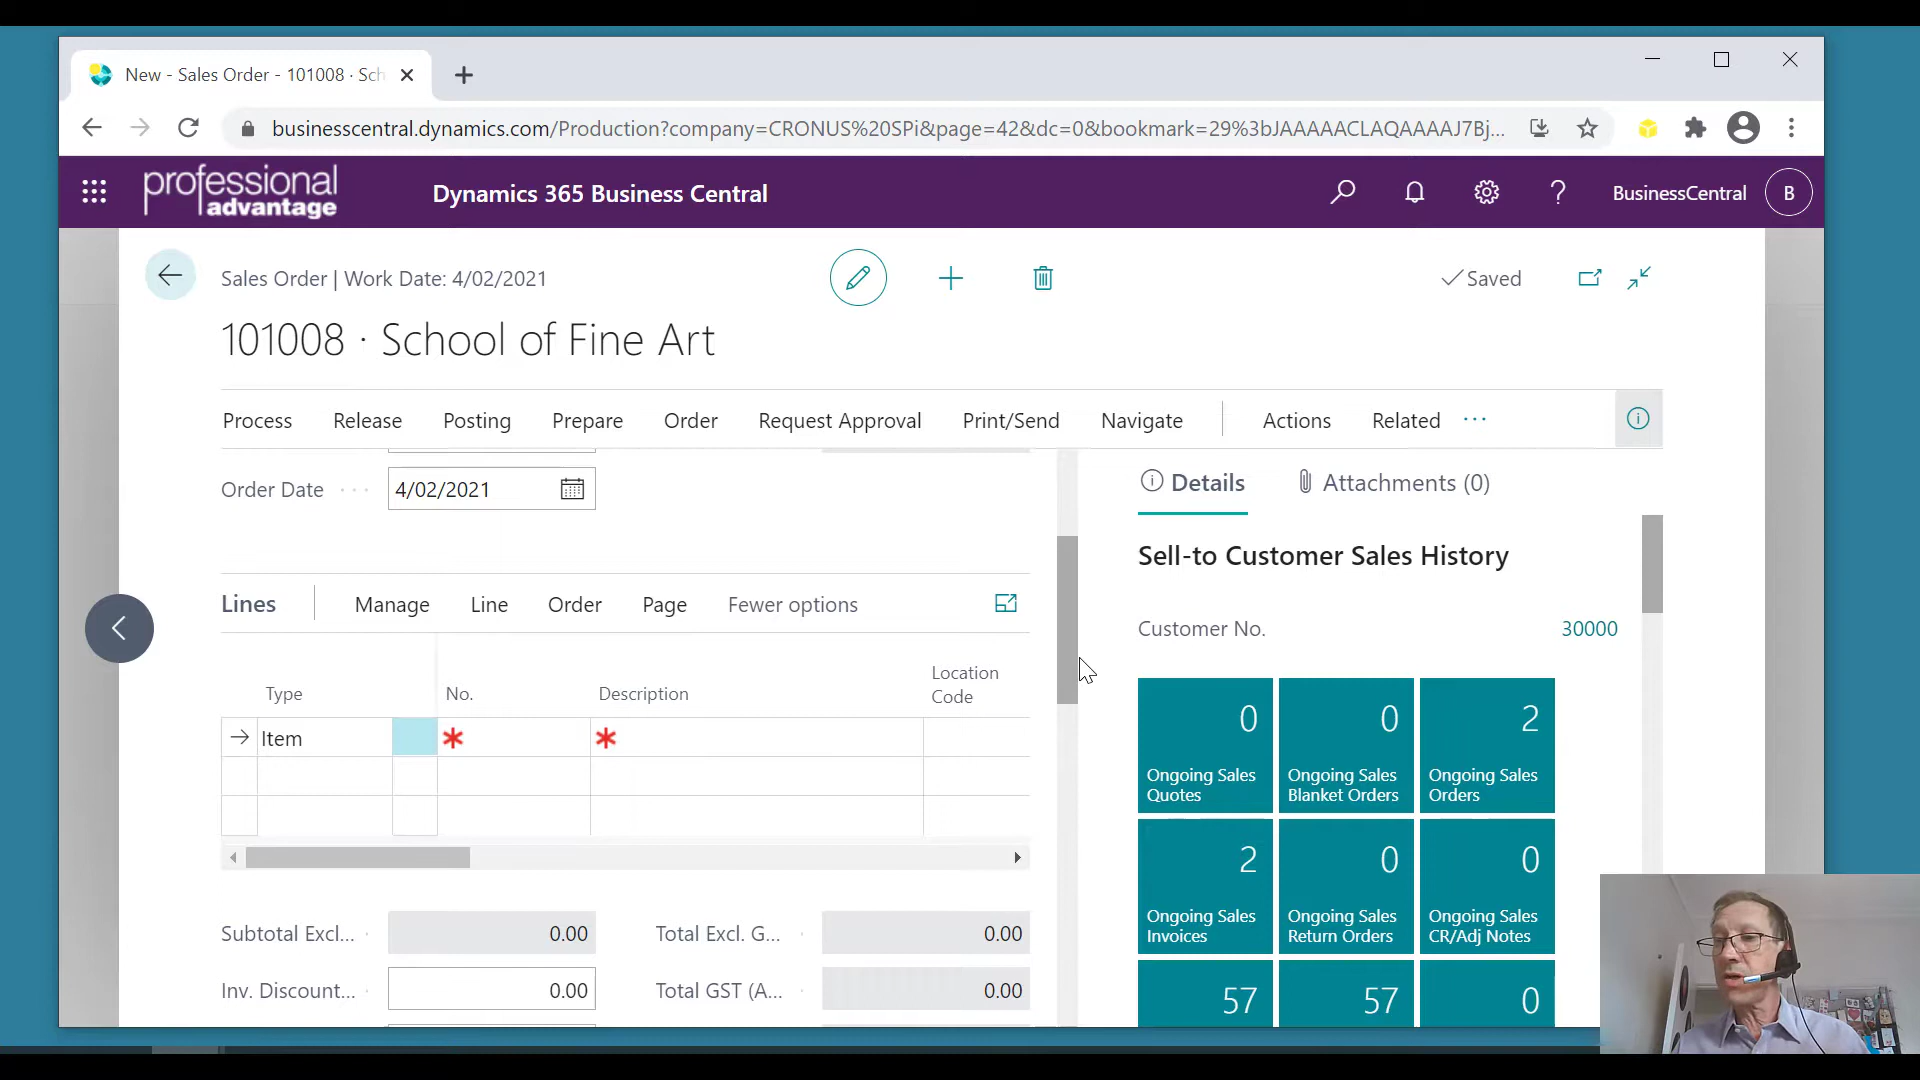 New - Sales Order - 101008 · Sch
businesscentral.dynamics.com/Production?company=CRONUS%20SPi&page=42&dc=0&bookmark=29%3bJAAAAACLAQAAAAJ7Bj...
professional
advantage
Dynamics 365 Business Central
BusinessCentral
B
Sales Order | Work Date: 4/02/2021
Saved
101008 · School of Fine Art
Process Release Posting Prepare Order Request Approval Print/Send Navigate Actions Related ...
Order Date
4/02/2021
Details
Attachments (0)
Sell-to Customer Sales History
Customer No. 30000
Lines Manage Line Order Page Fewer options
Type No. Description Location Code
Item * *
0
Ongoing Sales
Quotes
0
Ongoing Sales
Blanket Orders
2
Ongoing Sales
Orders
2
Ongoing Sales
Invoices
0
Ongoing Sales
Return Orders
0
Ongoing Sales
CR/Adj Notes
57
57
0
Subtotal Excl... 0.00
Total Excl. G... 0.00
Inv. Discount... 0.00
Total GST (A... 0.00